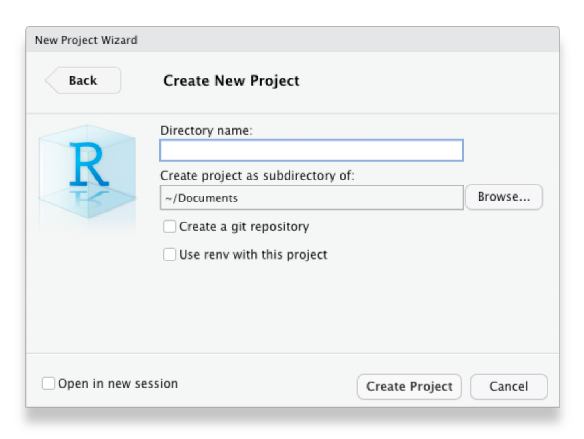 New Project Wizard
Back
Create New Project
R
Directory name:
Create project as subdirectory of:
~/Documents
Browse...
Create a git repository
Use renv with this project
Open in new session
Create Project
Cancel